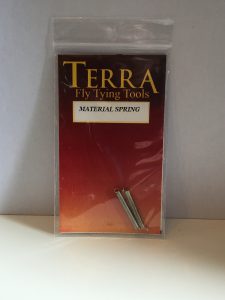 TERRA
Fly Tying Tools
MATERIAL SPRING